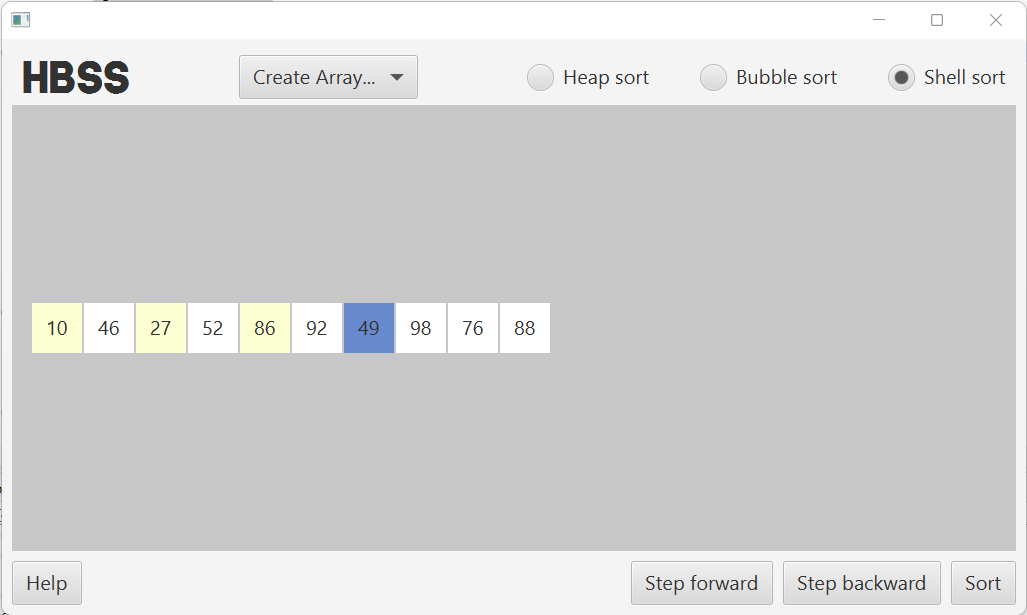 HBSS Create Array... Heap sort Bubble sort Shell sort
10 46 27 52 86 92 49 98 76 88
Help Step forward Step backward Sort